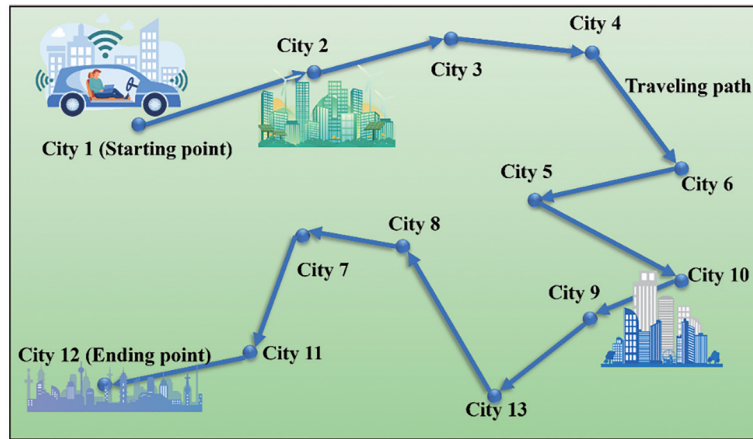 City 2
City 3
City 4
Traveling path
City 1 (Starting point)
City 5
City 6
City 8
City 7
City 10
City 9
City 12 (Ending point)
City 11
City 13